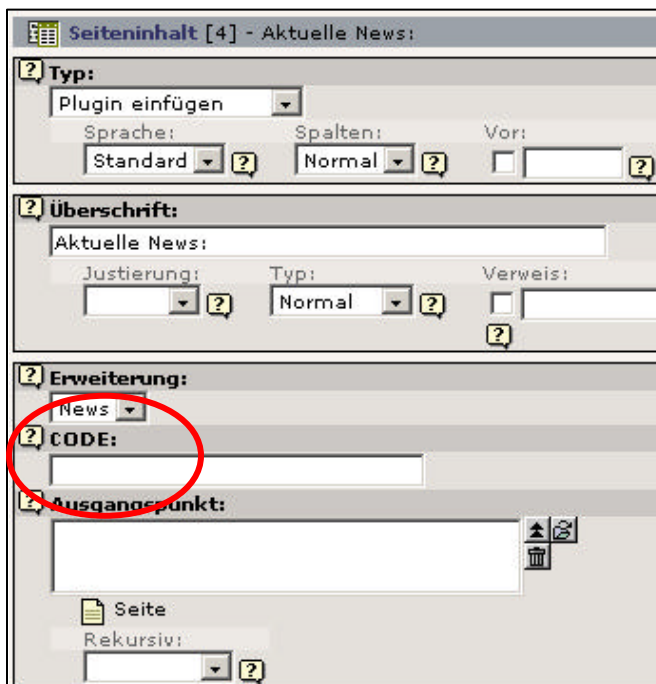 Seiteninhalt [4] - Aktuelle News:
? Typ:
Plugin einfügen
Sprache: Spalten: Vor:
Standard ? Normal ? ?
? Überschrift:
Aktuelle News:
Justierung: Typ: Verweis:
? Normal ?
?
? Erweiterung:
News
? CODE:
? Ausgangspunkt:
Seite
Rekursiv:
?